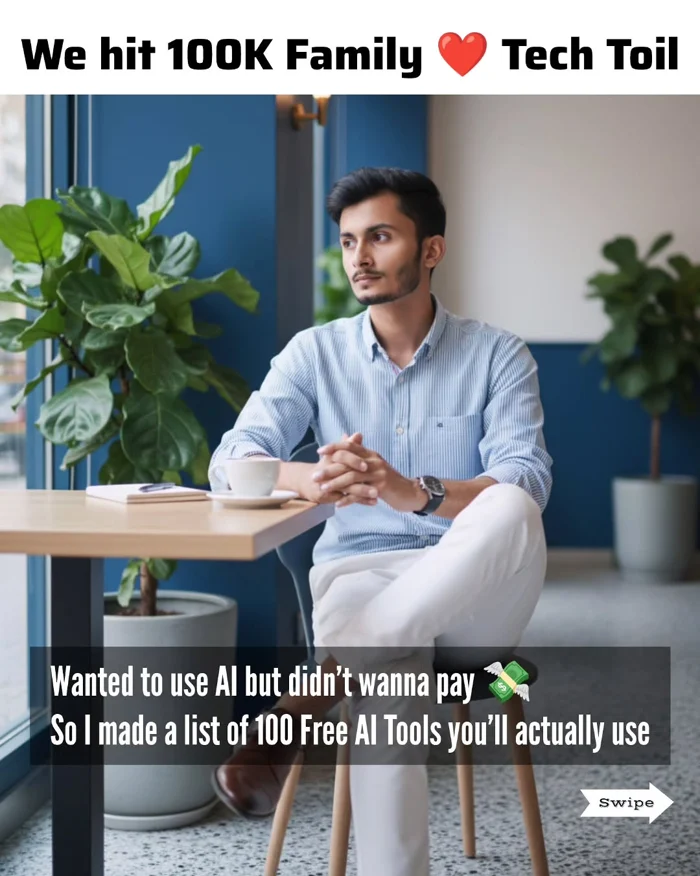 We hit 100K Family ❤️ Tech Toil
Wanted to use AI but didn't wanna pay 💸
So I made a list of 100 Free AI Tools you'll actually use
Swipe